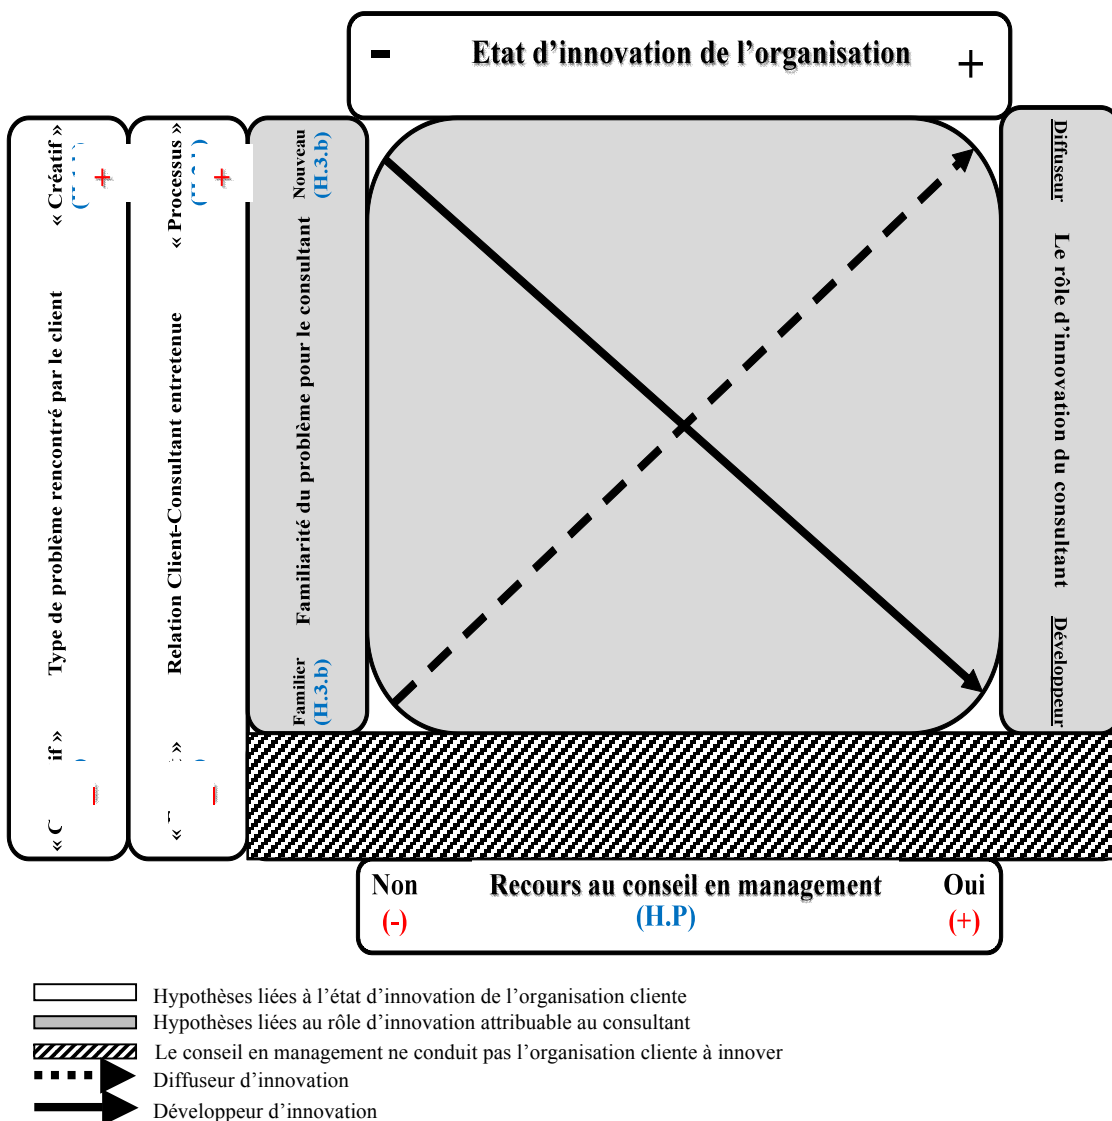 - Etat d'innovation de l'organisation +
« Créatif »
+
Type de problème rencontré par le client
-
« Processus »
+
Relation Client-Consultant entretenue
-
Nouveau
(H.3.b)
Familiarité du problème pour le consultant
Familier
(H.3.b)
Diffuseur
Le rôle d'innovation du consultant
Développeur
Non Recours au conseil en management Oui
(-) (H.P) (+)
Hypothèses liées à l'état d'innovation de l'organisation cliente
Hypothèses liées au rôle d'innovation attribuable au consultant
Le conseil en management ne conduit pas l'organisation cliente à innover
Diffuseur d'innovation
Développeur d'innovation